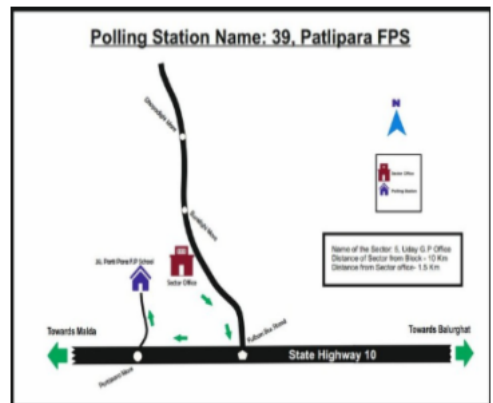 Polling Station Name: 39, Patlipara FPS
N
Sector Office
Polling Station
Name of the Sector: 5, Uday G.P Office
Distance of Sector from Block - 10 Km
Distance from Sector office- 1.5 Km
School
Sector Office
Towards Malda
Towards Balurghat
State Highway 10